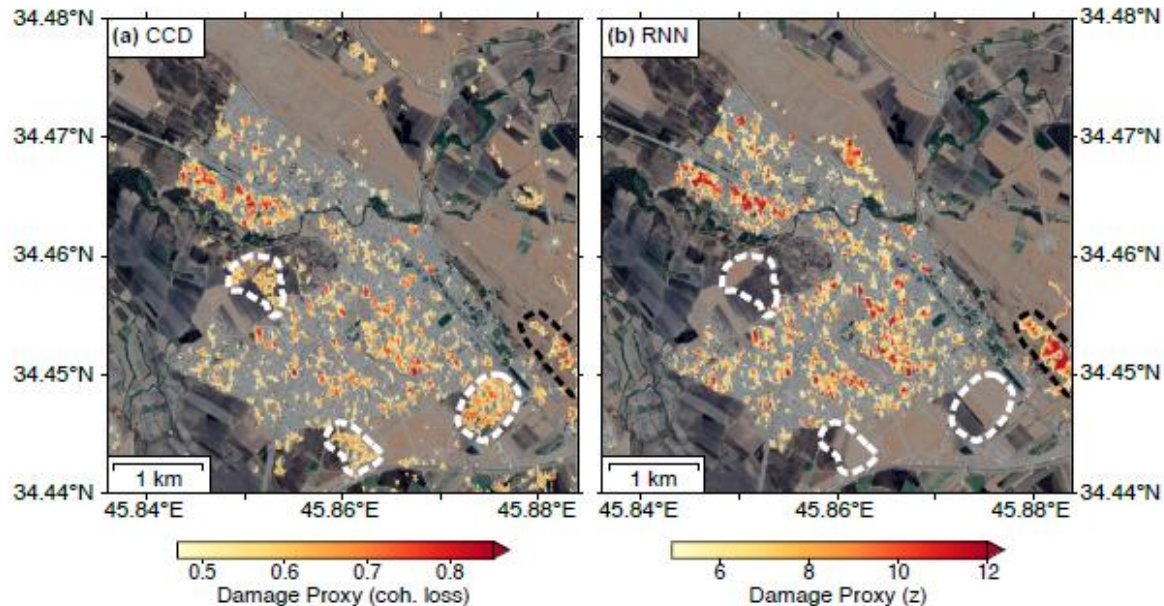 (a) CCD
(b) RNN
34.48°N
34.48°N
34.47°N
34.47°N
34.46°N
34.46°N
34.45°N
34.45°N
34.44°N
34.44°N
1 km
1 km
45.84°E
45.86°E
45.88°E
45.84°E
45.86°E
45.88°E
0.5
0.6
0.7
0.8
6
8
10
12
Damage Proxy (coh. loss)
Damage Proxy (z)